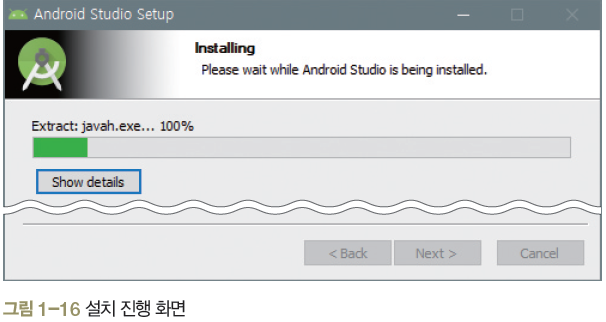 Android Studio Setup
Installing
Please wait while Android Studio is being installed.
Extract: javah.exe... 100%
Show details
< Back Next > Cancel
그림 1-16 설치 진행 화면